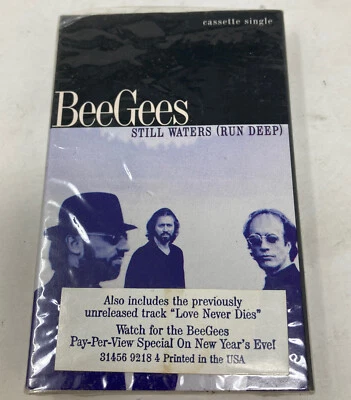 cassette single
BeeGees
STILL WATERS (RUN DEEP)
Also includes the previously
unreleased track "Love Never Dies"
Watch for the BeeGees
Pay-Per-View Special On New Year's Eve!
31456 9218 4 Printed in the USA